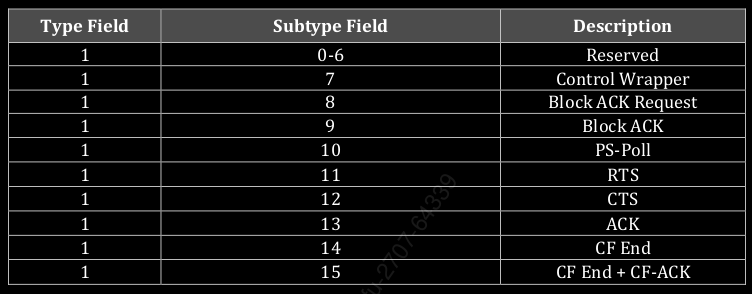 Type Field Subtype Field Description
1 0-6 Reserved
1 7 Control Wrapper
1 8 Block ACK Request
1 9 Block ACK
1 10 PS-Poll
1 11 RTS
1 12 CTS
1 13 ACK
1 14 CF End
1 15 CF End + CF-ACK
-2707-64339